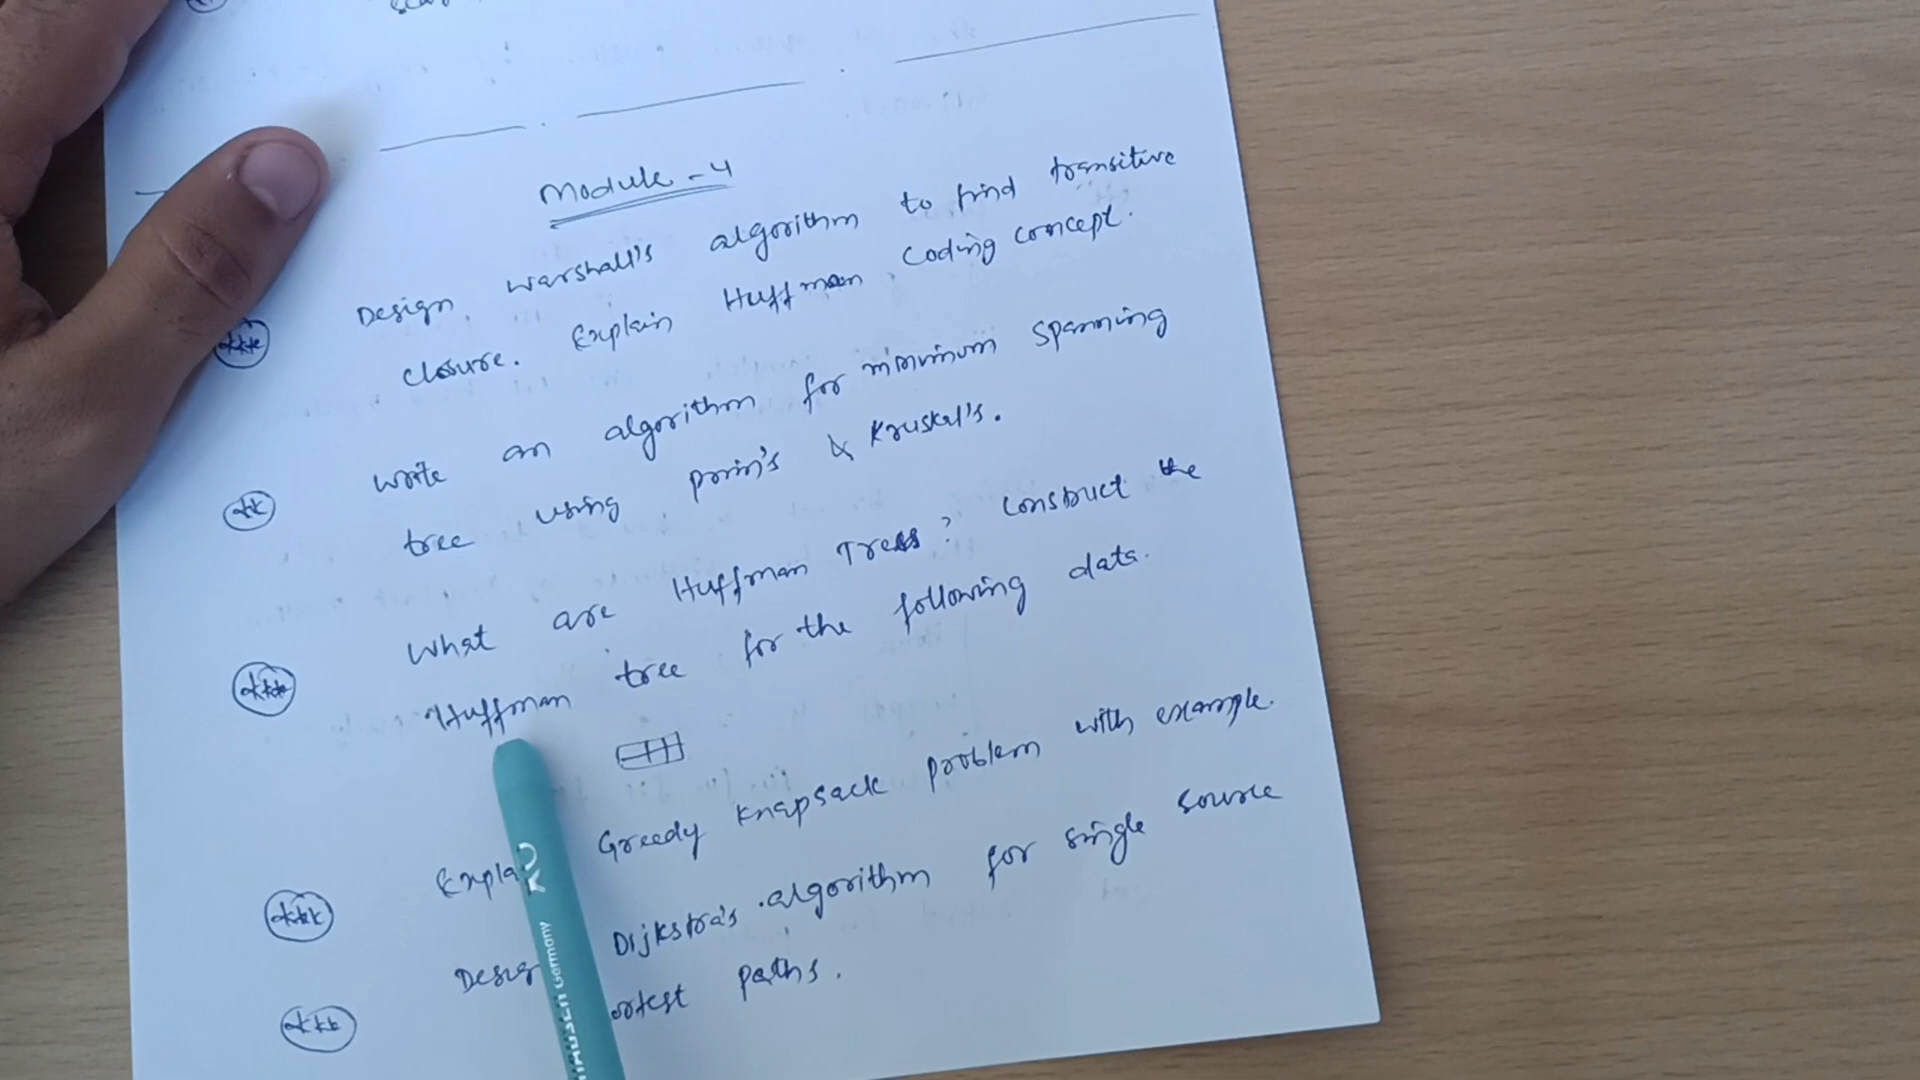 Module - 4
*** Design Warshall's algorithm to find transitive
closure. Explain Huffman Coding concept.
** Write an algorithm for minimum spanning
tree using prim's & Kruskal's.
*** What are Huffman Trees? Construct the
Huffman tree for the following data.
*** Greedy Knapsack problem with example.
*** Dijkstra's algorithm for single source
paths.
Germany